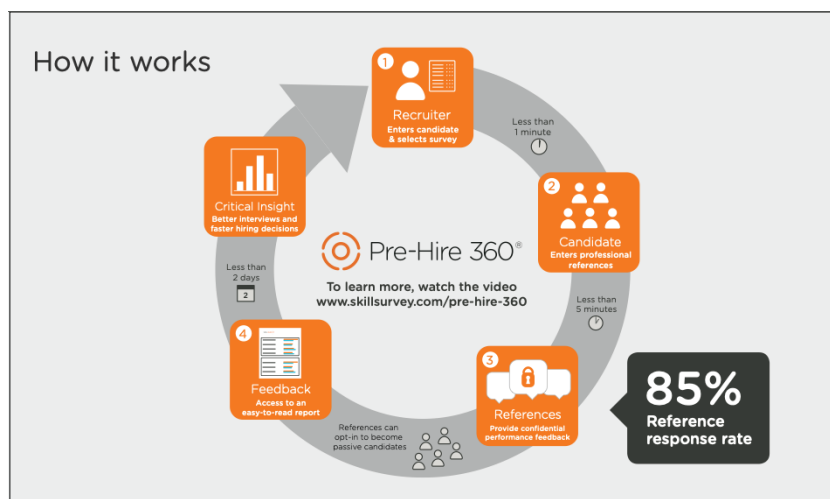 How it works
1
Recruiter
Enters candidate
& selects survey
Less than
1 minute
2
Candidate
Enters professional
references
Less than
5 minutes
3
References
Provide confidential
performance feedback
85%
Reference
response rate
References can
opt-in to become
passive candidates
4
Feedback
Access to an
easy-to-read report
Less than
2 days
2
Critical Insight
Better interviews and
faster hiring decisions
Pre-Hire 360®
To learn more, watch the video
www.skillsurvey.com/pre-hire-360